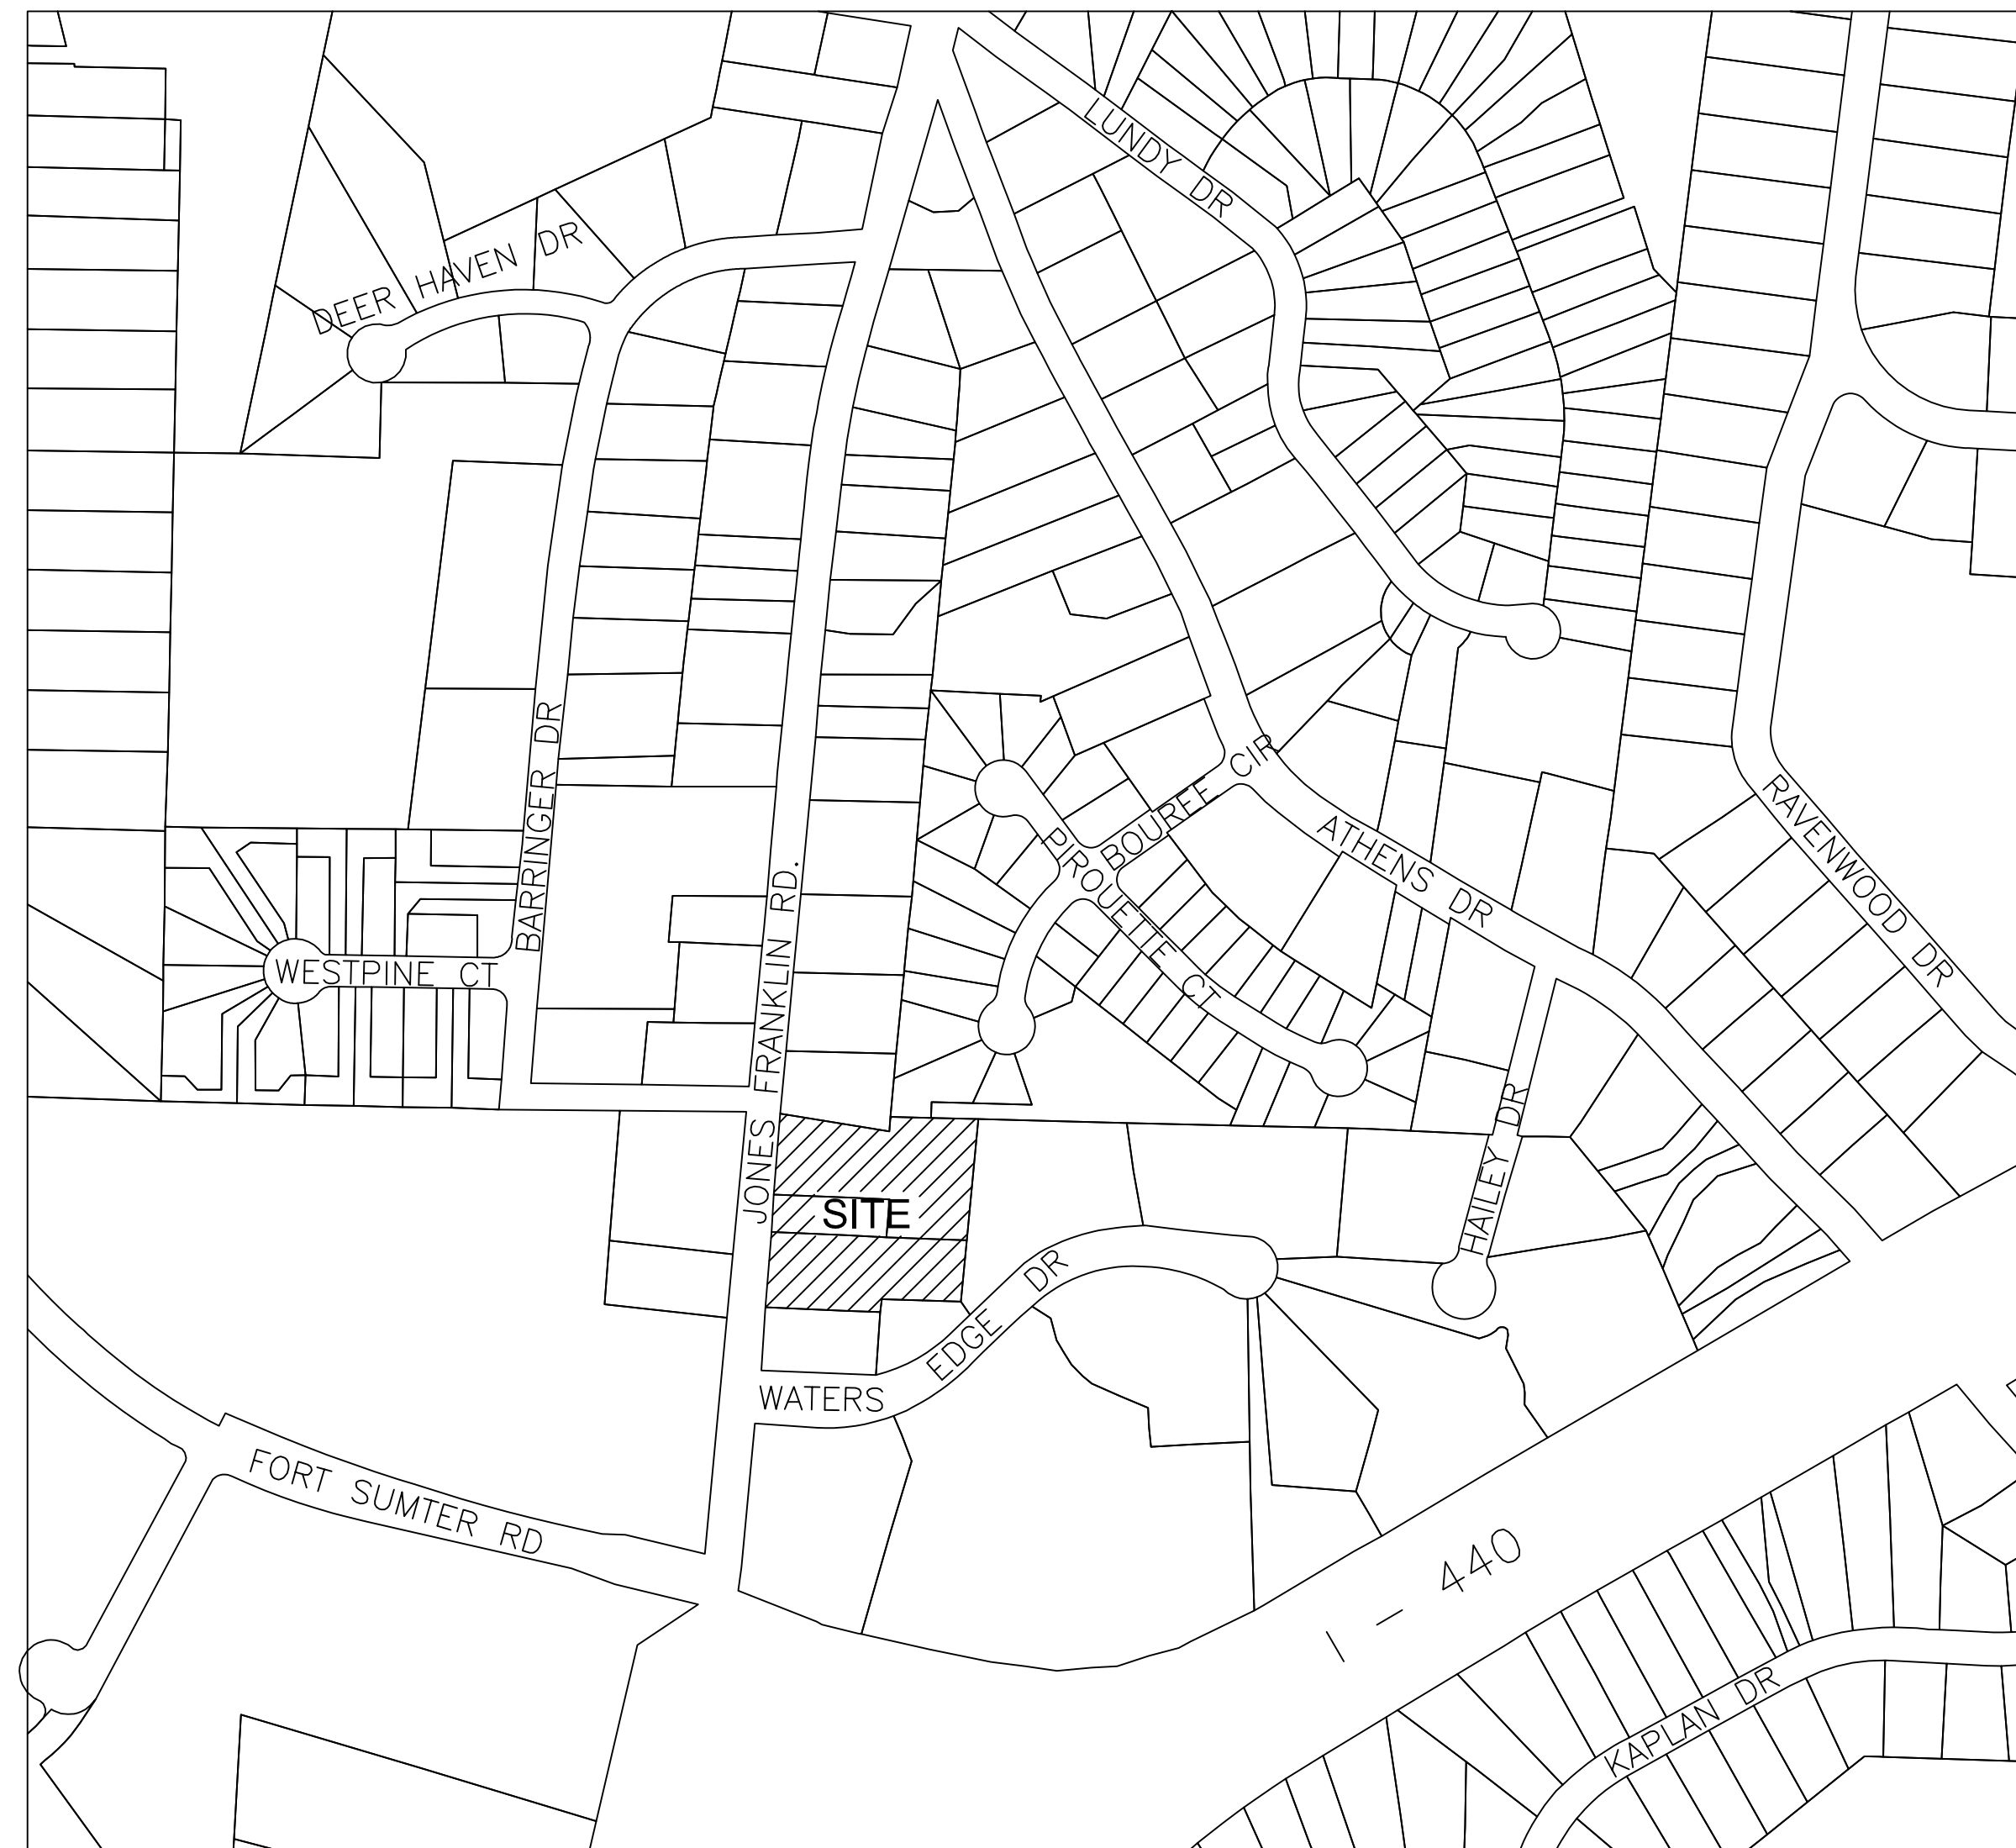 LUNDY DR
DEER HAVEN DR
BARRINGER DR
BOUREE CIR
PIROUETTE CT
ATHENS DR
RAVENWOOD DR
WESTPINE CT
JONES FRANKLIN RD.
HAILEY DR
SITE
WATERS EDGE DR
FORT SUMTER RD
I - 440
KAPLAN DR